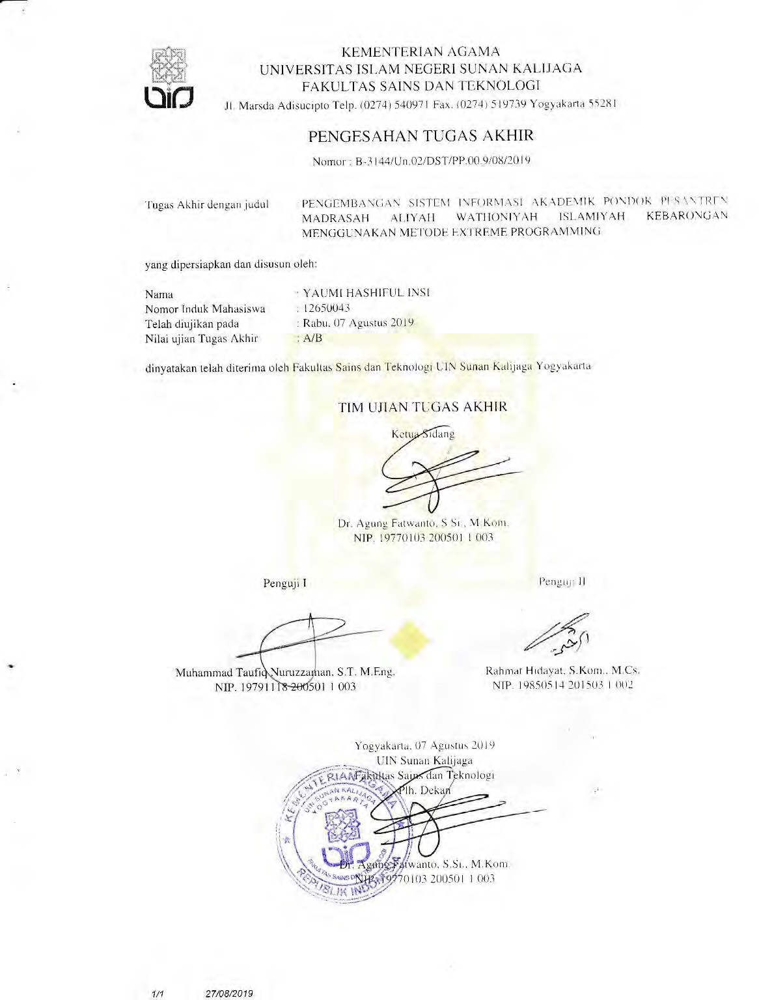 KEMENTERIAN AGAMA
UNIVERSITAS ISLAM NEGERI SUNAN KALIJAGA
FAKULTAS SAINS DAN TEKNOLOGI
Jl. Marsda Adisucipto Telp. (0274) 540971 Fax. (0274) 519739 Yogyakarta 55281
PENGESAHAN TUGAS AKHIR
Nomor : B-3144/Un.02/DST/PP.00.9/08/2019
Tugas Akhir dengan judul : PENGEMBANGAN SISTEM INFORMASI AKADEMIK PONDOK PESANTREN
MADRASAH ALIYAH WATHONIYAH ISLAMIYAH KEBARONGAN
MENGGUNAKAN METODE EXTREME PROGRAMMING
yang dipersiapkan dan disusun oleh:
Nama : YAUMI HASHIFUL INSI
Nomor Induk Mahasiswa : 12650043
Telah diujikan pada : Rabu, 07 Agustus 2019
Nilai ujian Tugas Akhir : A/B
dinyatakan telah diterima oleh Fakultas Sains dan Teknologi UIN Sunan Kalijaga Yogyakarta
TIM UJIAN TUGAS AKHIR
Ketua Sidang
Dr. Agung Fatwanto, S.Si., M.Kom.
NIP. 19770103 200501 1 003
Penguji I
Penguji II
Muhammad Taufiq Nuruzzaman, S.T. M.Eng.
NIP. 19791118 200501 1 003
Rahmat Hidayat, S.Kom., M.Cs.
NIP. 19850514 201503 1 002
Yogyakarta, 07 Agustus 2019
UIN Sunan Kalijaga
Fakultas Sains dan Teknologi
Plh. Dekan
KEMENTERIAN AGAMA
UIN SUNAN KALIJAGA
YOGYAKARTA
uin
FAKULTAS SAINS DAN TEKNOLOGI
REPUBLIK INDONESIA
Dr. Agung Fatwanto, S.Si., M.Kom.
NIP. 19770103 200501 1 003
1/1 27/08/2019